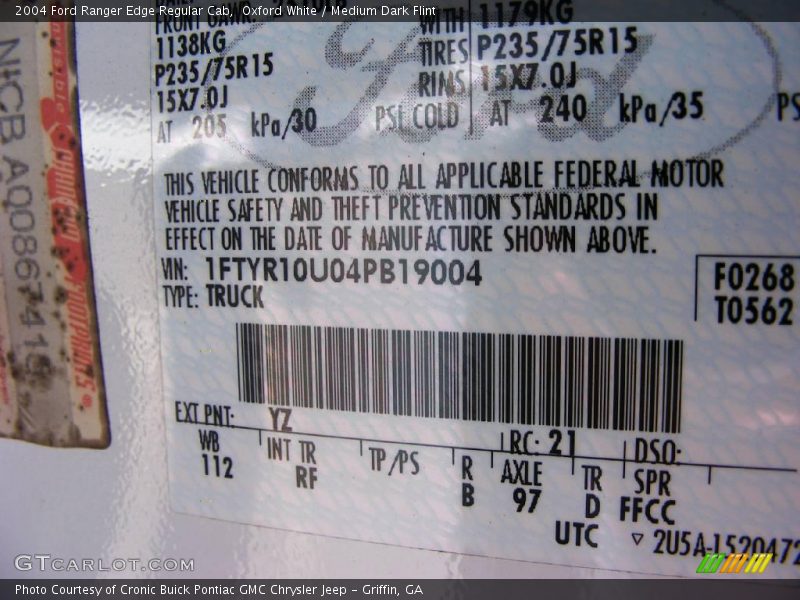 2004 Ford Ranger Edge Regular Cab, Oxford White / Medium Dark Flint
WITH 1179KG
1138KG TIRES P235/75R15
P235/75R15 RIMS 15X7.0J
15X7.0J
AT 205 kPa/30 PSI COLD AT 240 kPa/35 PS
Ford
THIS VEHICLE CONFORMS TO ALL APPLICABLE FEDERAL MOTOR
VEHICLE SAFETY AND THEFT PREVENTION STANDARDS IN
EFFECT ON THE DATE OF MANUFACTURE SHOWN ABOVE.
VIN: 1FTYR10U04PB19004
TYPE: TRUCK
F0268
T0562
EXT PNT: YZ RC: 21 DSO:
WB INT TR TP/PS R AXLE TR SPR
112 RF B 97 D FFCC
UTC ▽ 2U5A-1520472
NICB A0086741
GTCARLOT.COM
Photo Courtesy of Cronic Buick Pontiac GMC Chrysler Jeep - Griffin, GA